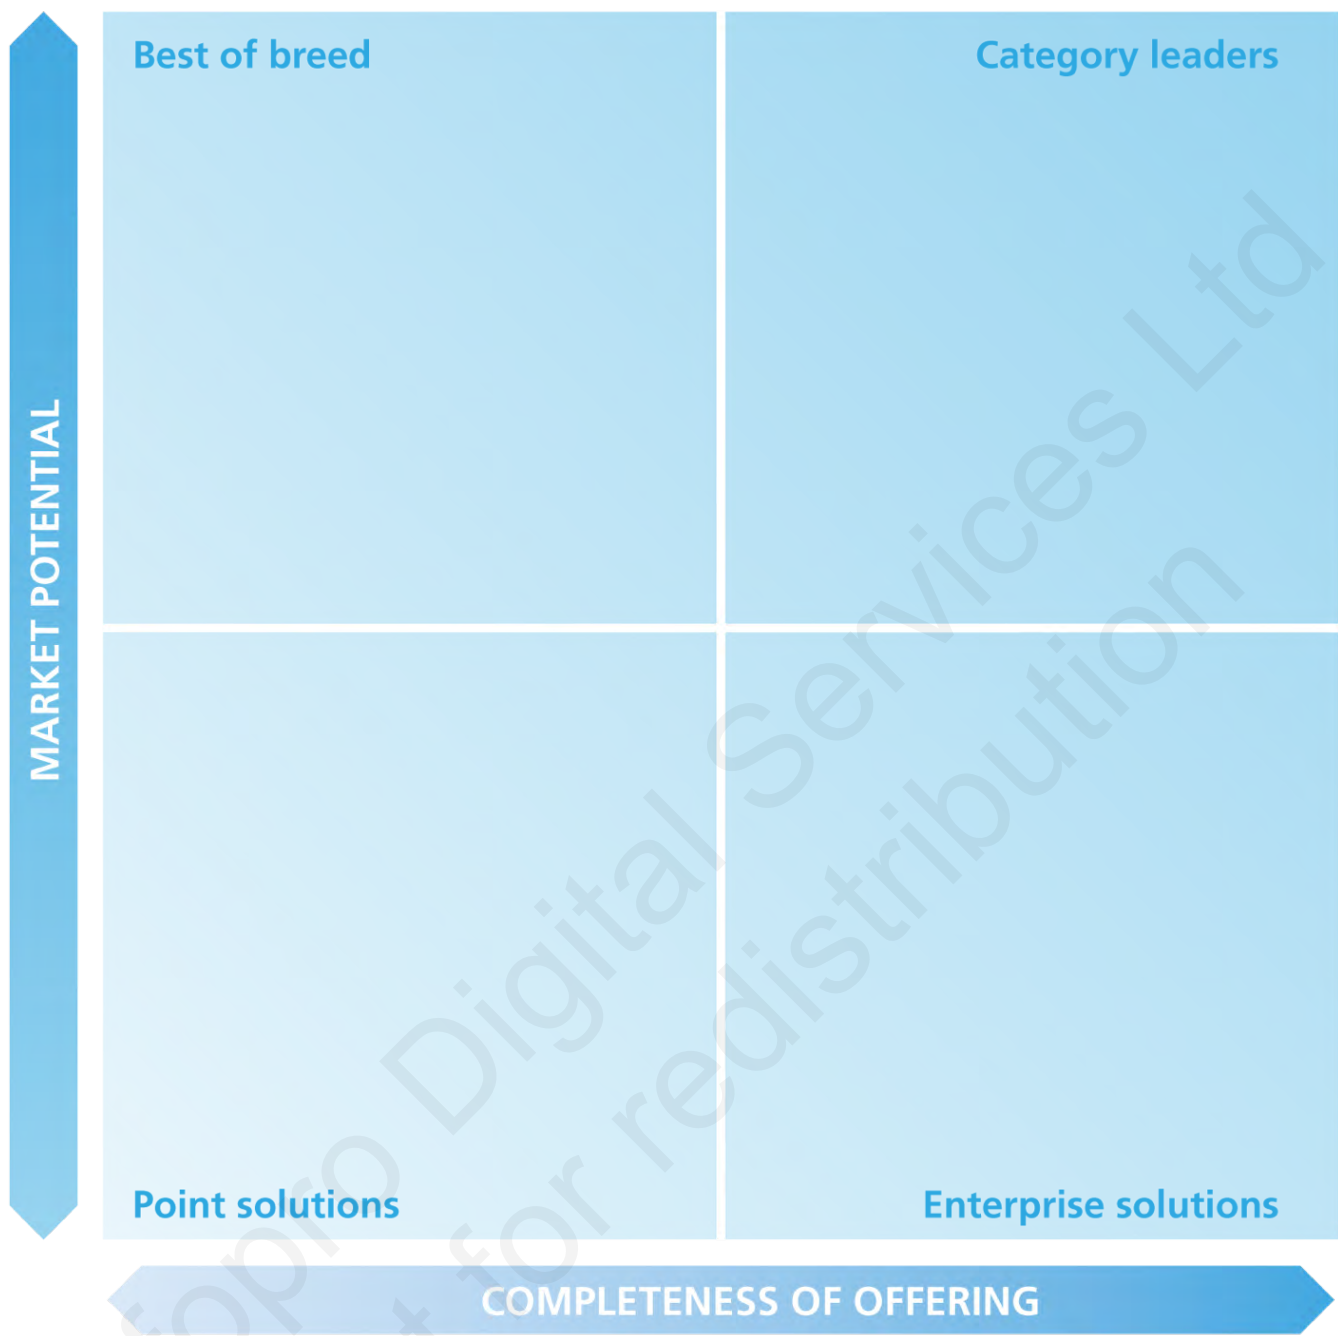 Best of breed
Category leaders
MARKET POTENTIAL
Point solutions
Enterprise solutions
COMPLETENESS OF OFFERING
opro Digital Services Ltd
for redistribution